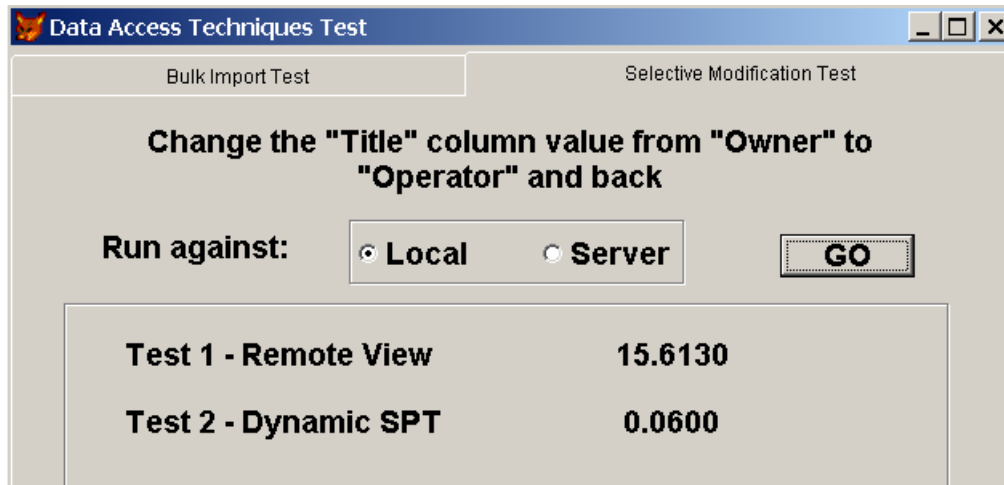 Data Access Techniques Test
Bulk Import Test
Selective Modification Test
Change the "Title" column value from "Owner" to
"Operator" and back
Run against:
Local
Server
GO
Test 1 - Remote View 15.6130
Test 2 - Dynamic SPT 0.0600